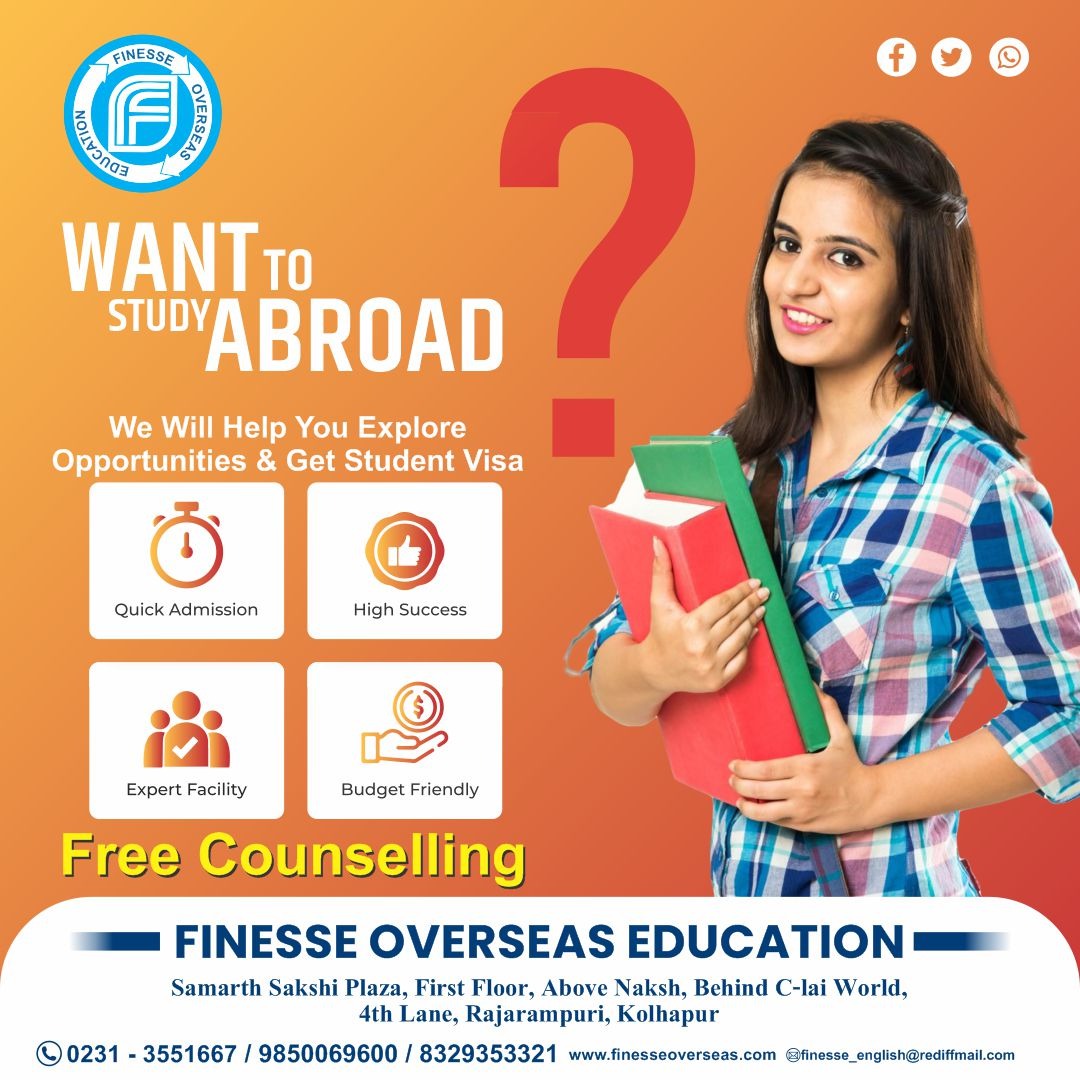 FINESSE OVERSEAS EDUCATION
F
WANT TO
STUDY ABROAD
?
We Will Help You Explore
Opportunities & Get Student Visa
Quick Admission
High Success
$
Expert Facility
Budget Friendly
Free Counselling
FINESSE OVERSEAS EDUCATION
Samarth Sakshi Plaza, First Floor, Above Naksh, Behind C-lai World,
4th Lane, Rajarampuri, Kolhapur
0231 - 3551667 / 9850069600 / 8329353321 www.finesseoverseas.com finesse_english@rediffmail.com